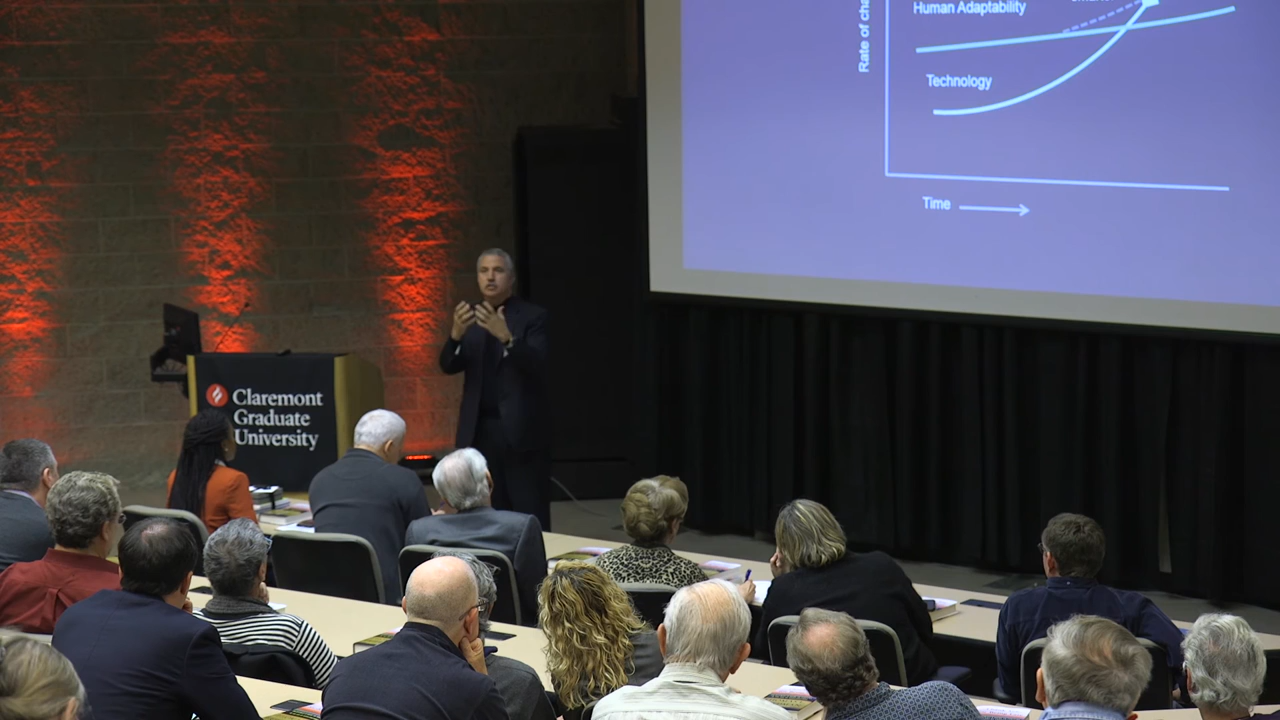 Human Adaptability
Rate of cha
Technology
Time
Claremont
Graduate
University